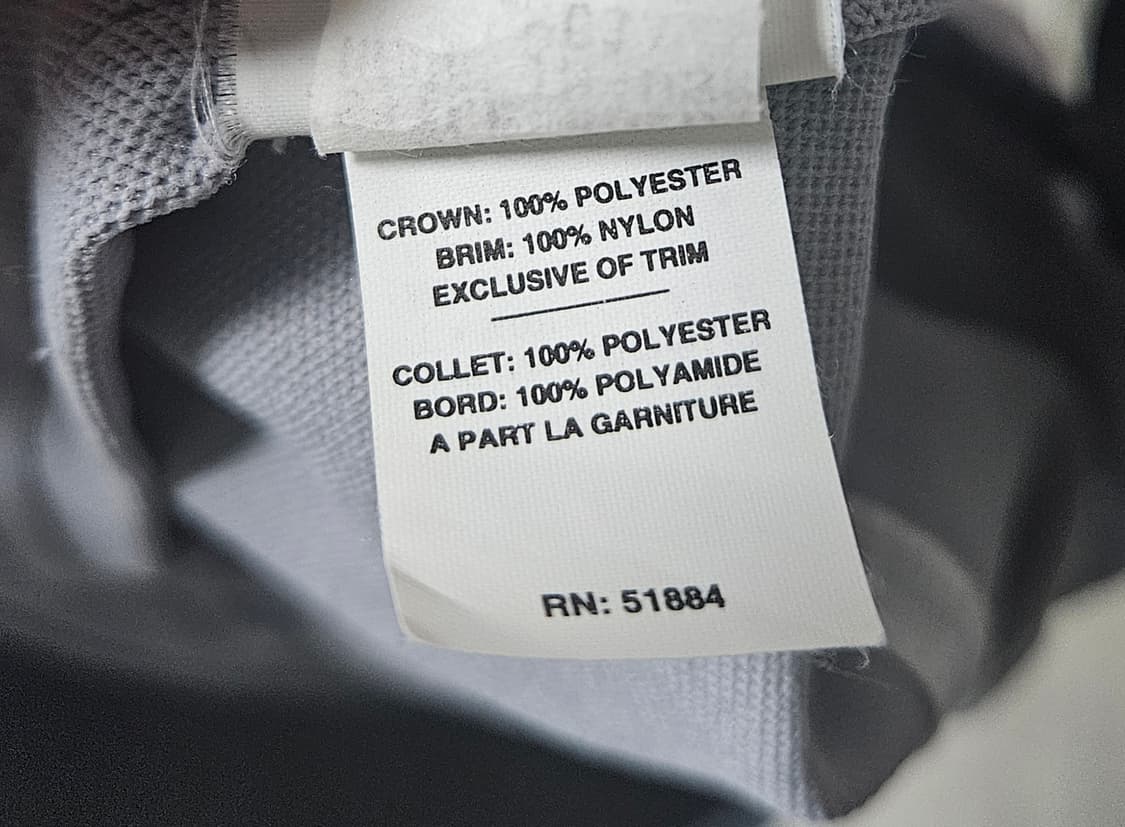 CROWN: 100% POLYESTER
BRIM: 100% NYLON
EXCLUSIVE OF TRIM
COLLET: 100% POLYESTER
BORD: 100% POLYAMIDE
A PART LA GARNITURE
RN: 51884